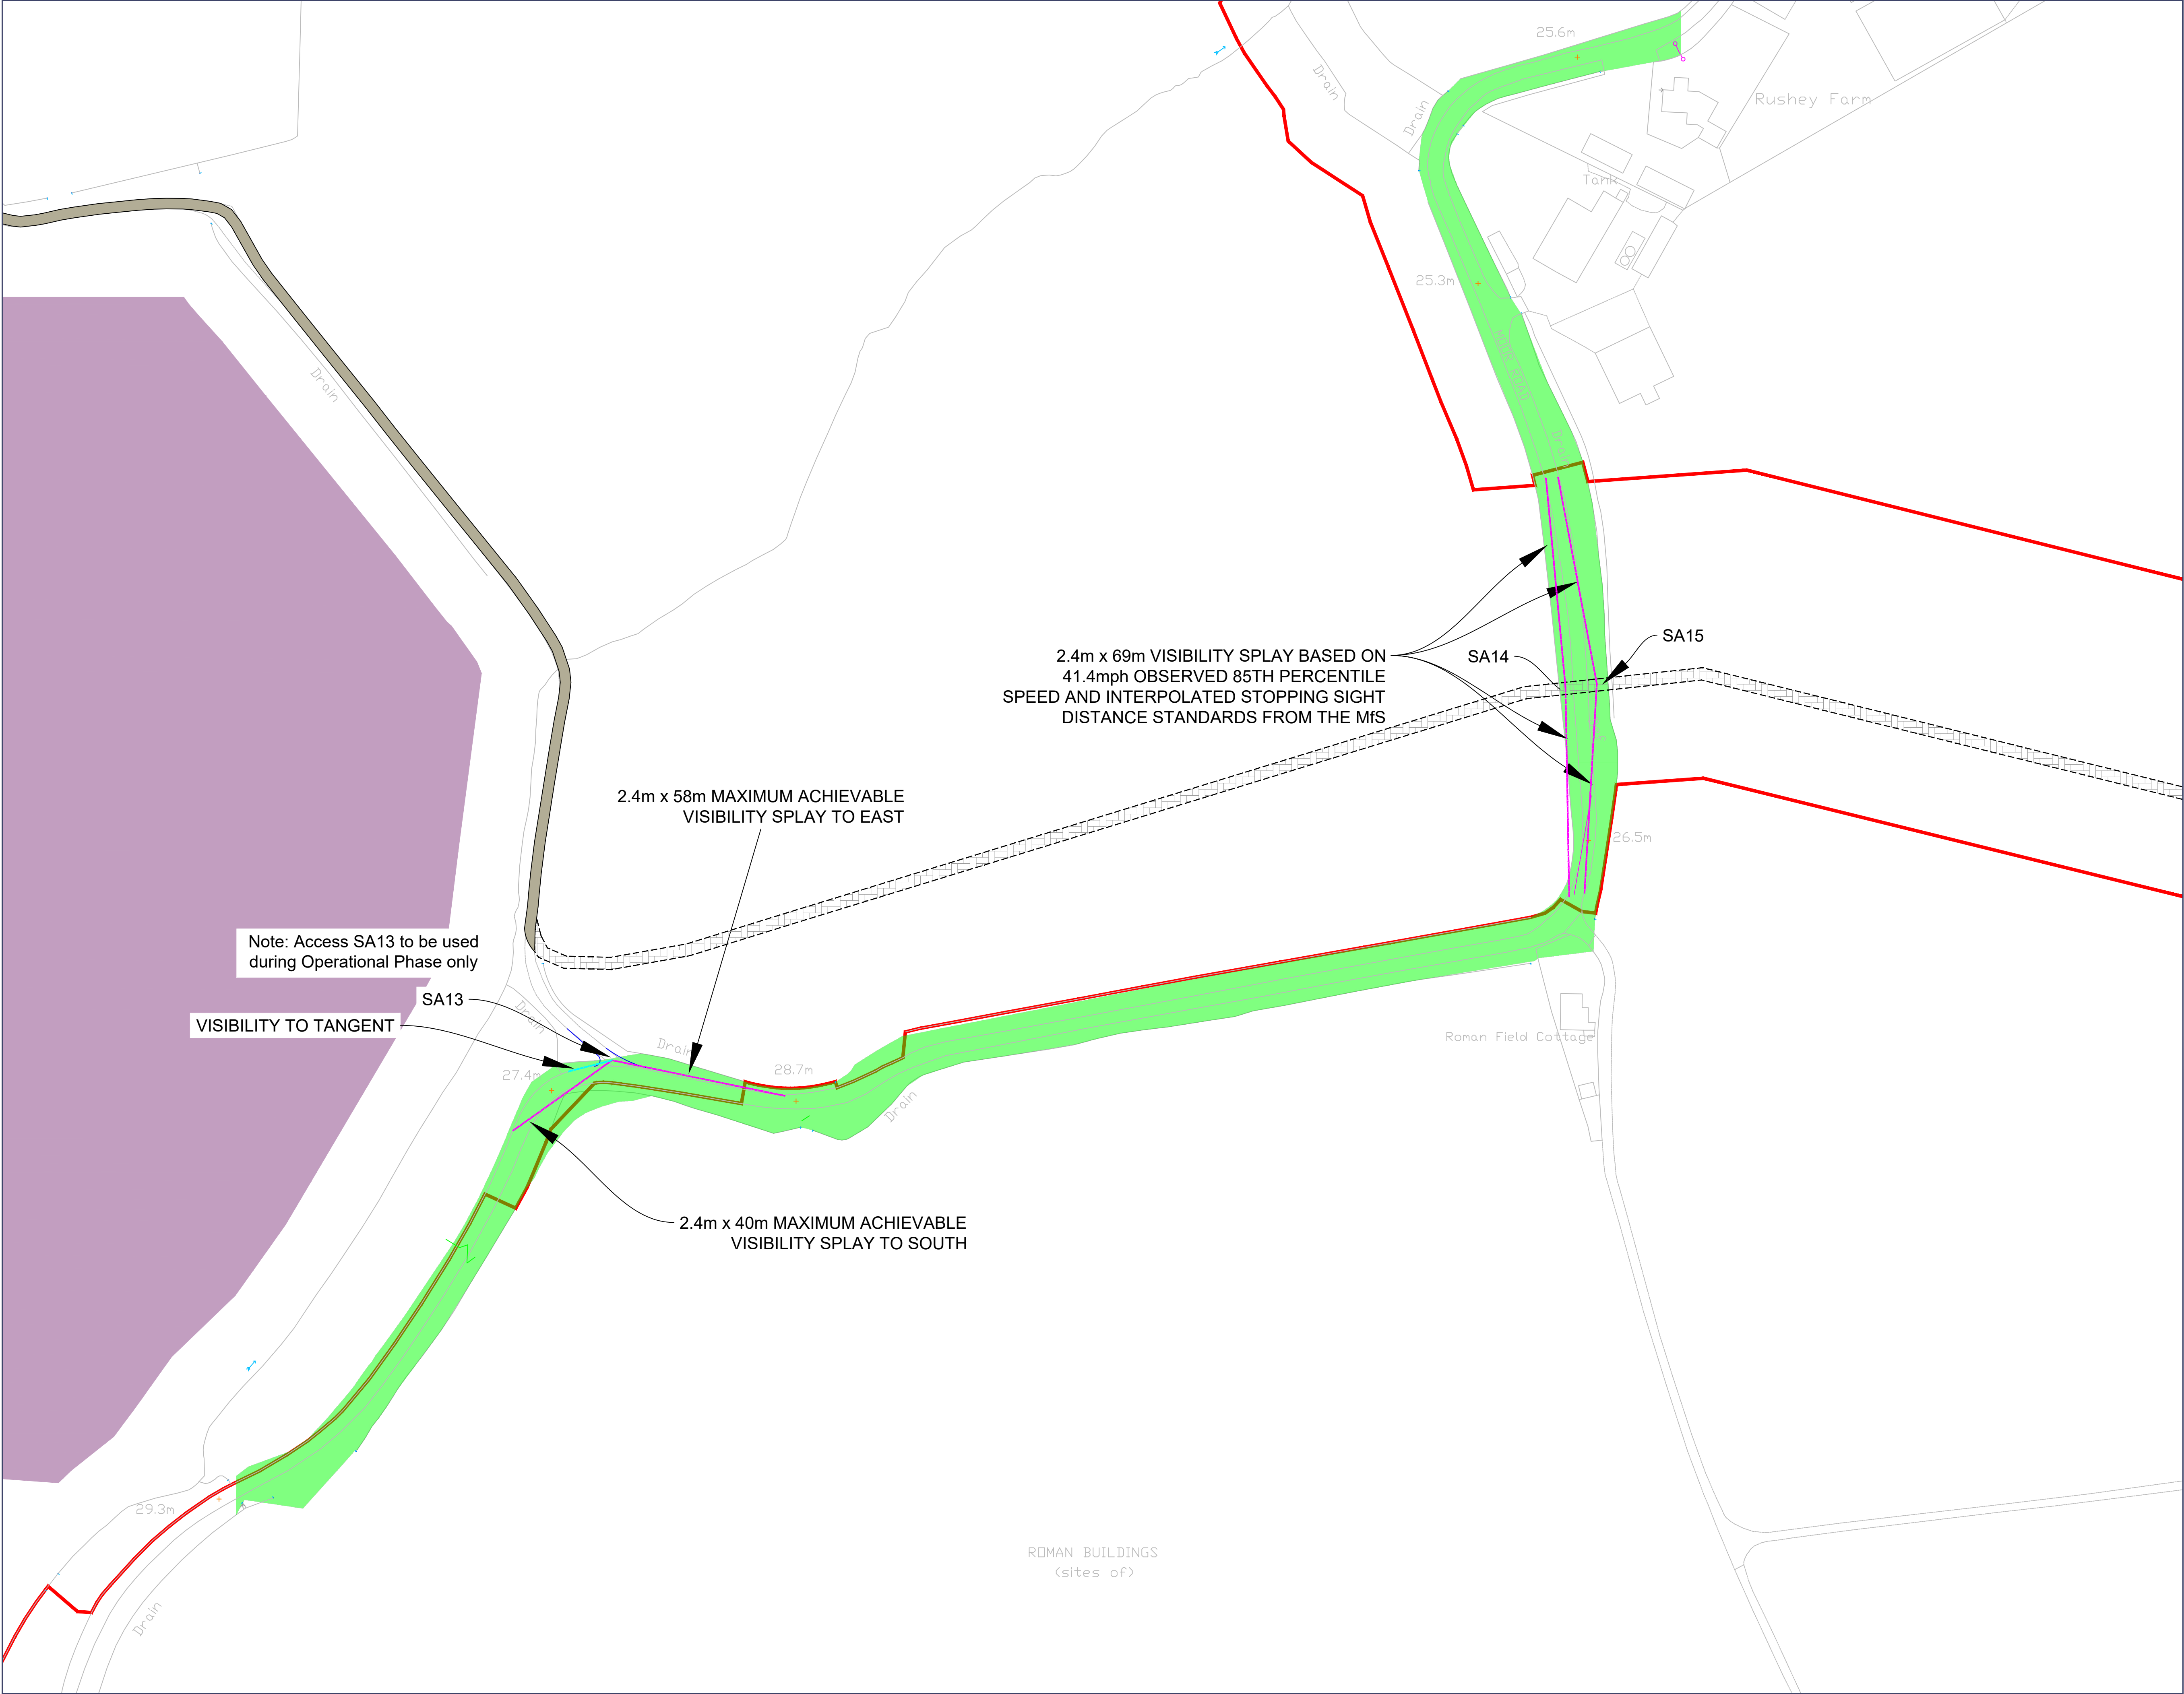 25.6m
Drain
Drain
Rushey Farm
Tank
25.3m
MOOR ROAD
Drain
Drain
SA15
SA14
2.4m x 69m VISIBILITY SPLAY BASED ON
41.4mph OBSERVED 85TH PERCENTILE
SPEED AND INTERPOLATED STOPPING SIGHT
DISTANCE STANDARDS FROM THE MfS
2.4m x 58m MAXIMUM ACHIEVABLE
VISIBILITY SPLAY TO EAST
26.5m
Note: Access SA13 to be used
during Operational Phase only
SA13
VISIBILITY TO TANGENT
Drain
Drain
27.4m
28.7m
Drain
Roman Field Cottage
2.4m x 40m MAXIMUM ACHIEVABLE
VISIBILITY SPLAY TO SOUTH
29.3m
Drain
ROMAN BUILDINGS
(sites of)